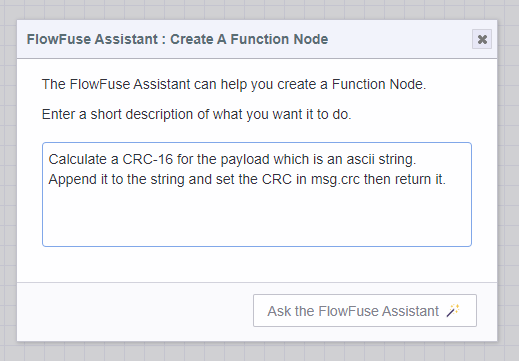 FlowFuse Assistant : Create A Function Node
The FlowFuse Assistant can help you create a Function Node.
Enter a short description of what you want it to do.
Calculate a CRC-16 for the payload which is an ascii string.
Append it to the string and set the CRC in msg.crc then return it.
Ask the FlowFuse Assistant